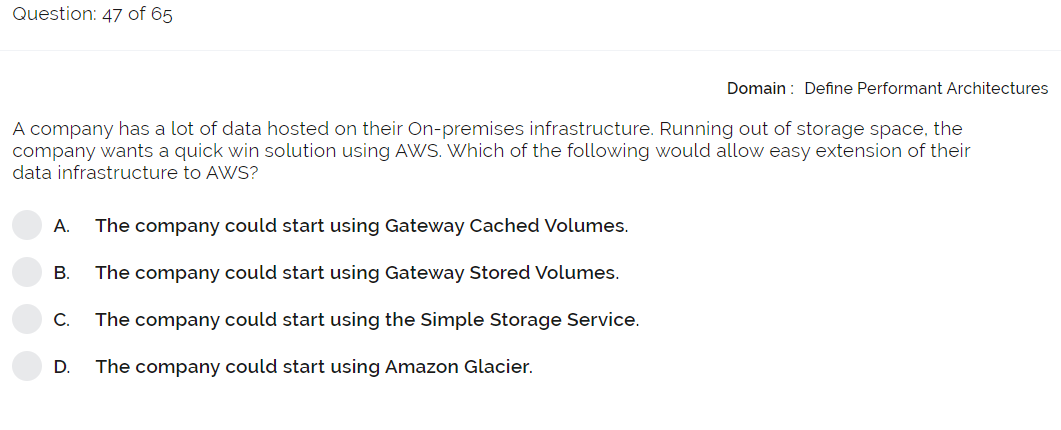 Question: 47 of 65
Domain : Define Performant Architectures
A company has a lot of data hosted on their On-premises infrastructure. Running out of storage space, the
company wants a quick win solution using AWS. Which of the following would allow easy extension of their
data infrastructure to AWS?
A. The company could start using Gateway Cached Volumes.
B. The company could start using Gateway Stored Volumes.
C. The company could start using the Simple Storage Service.
D. The company could start using Amazon Glacier.